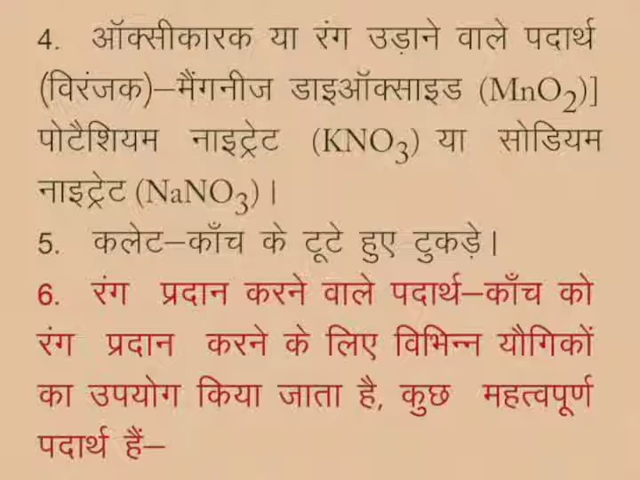 4. ऑक्सीकारक या रंग उड़ाने वाले पदार्थ
(विरंजक)–मैंगनीज डाइऑक्साइड (MnO₂)]
पोटैशियम नाइट्रेट (KNO₃) या सोडियम
नाइट्रेट (NaNO₃)।
5. कलेट–काँच के टूटे हुए टुकड़े।
6. रंग प्रदान करने वाले पदार्थ–काँच को
रंग प्रदान करने के लिए विभिन्न यौगिकों
का उपयोग किया जाता है, कुछ महत्वपूर्ण
पदार्थ हैं–